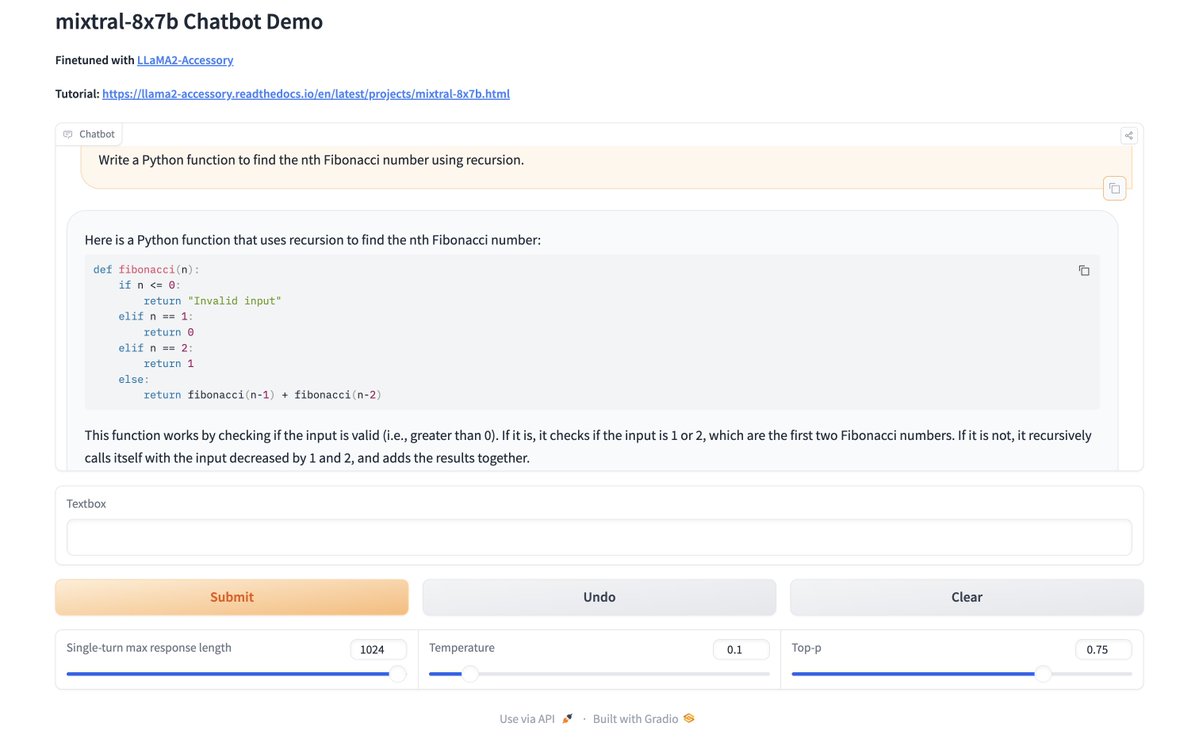 mixtral-8x7b Chatbot Demo
Finetuned with LLaMA2-Accessory
Tutorial: https://llama2-accessory.readthedocs.io/en/latest/projects/mixtral-8x7b.html
Chatbot
Write a Python function to find the nth Fibonacci number using recursion.
Here is a Python function that uses recursion to find the nth Fibonacci number:
def fibonacci(n):
    if n <= 0:
        return "Invalid input"
    elif n == 1:
        return 0
    elif n == 2:
        return 1
    else:
        return fibonacci(n-1) + fibonacci(n-2)
This function works by checking if the input is valid (i.e., greater than 0). If it is, it checks if the input is 1 or 2, which are the first two Fibonacci numbers. If it is not, it recursively
calls itself with the input decreased by 1 and 2, and adds the results together.
Textbox
Submit Undo Clear
Single-turn max response length 1024 Temperature 0.1 Top-p 0.75
Use via API · Built with Gradio